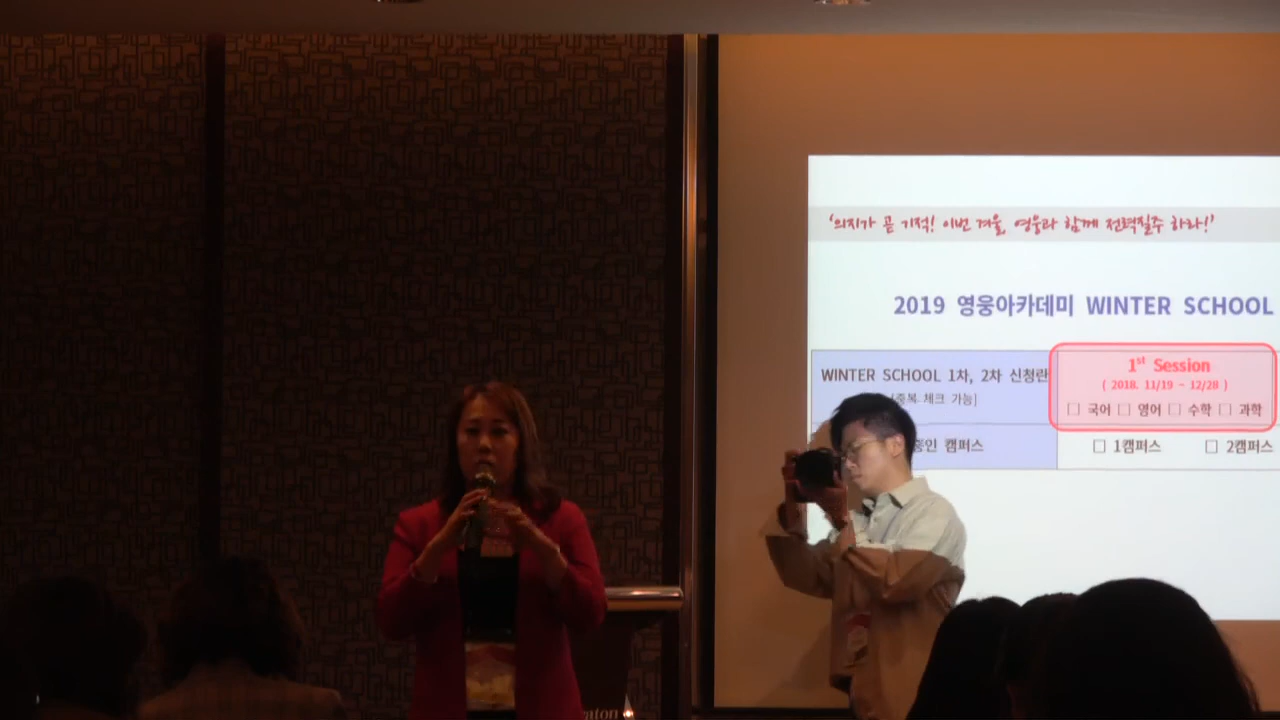 '의지가 곧 기적! 이번 겨울, 영웅과 함께 전력질주 하라!'
2019 영웅아카데미 WINTER SCHOOL
WINTER SCHOOL 1차, 2차 신청란
(중복 체크 가능)
1st Session
( 2018. 11/19 ~ 12/28 )
☐ 국어 ☐ 영어 ☐ 수학 ☐ 과학
캠퍼스
☐ 1캠퍼스 ☐ 2캠퍼스